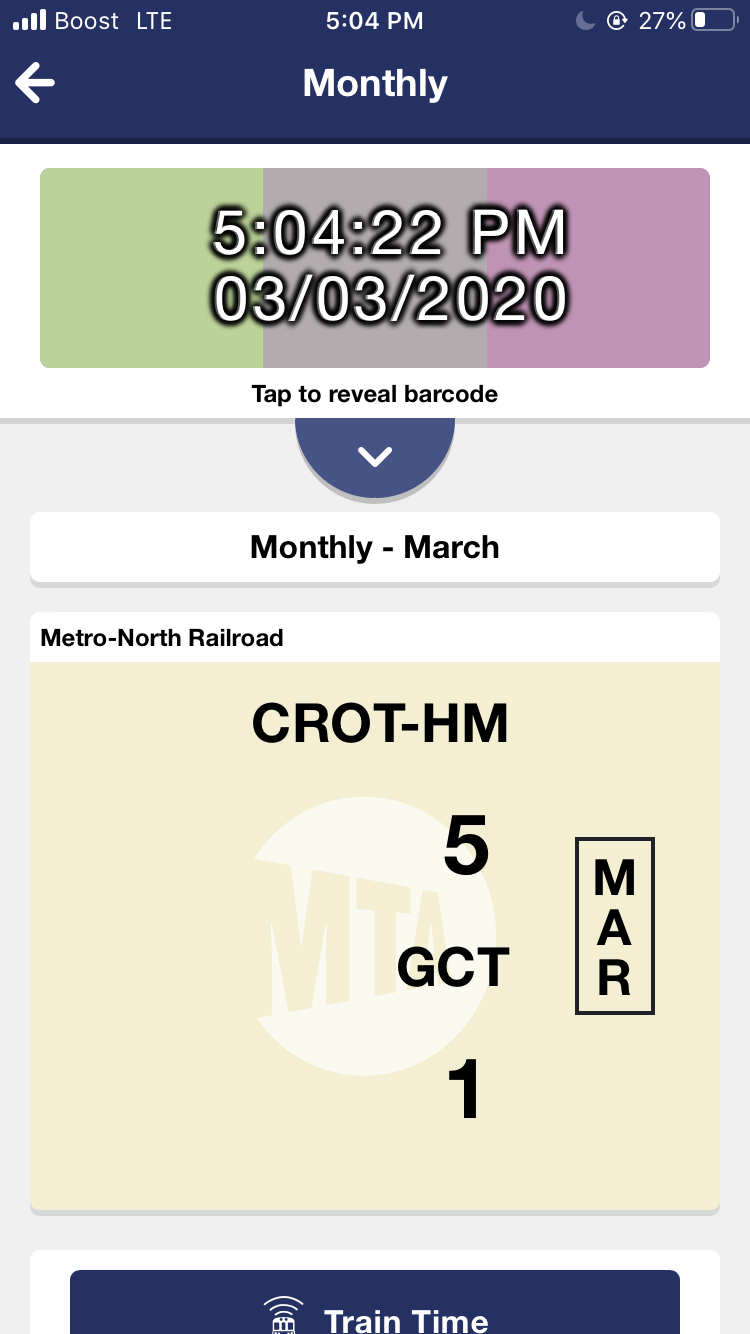 Boost LTE 5:04 PM 27%
Monthly
5:04:22 PM
03/03/2020
Tap to reveal barcode
Monthly - March
Metro-North Railroad
CROT-HM
5
MTA
GCT
1
M
A
R
Train Time